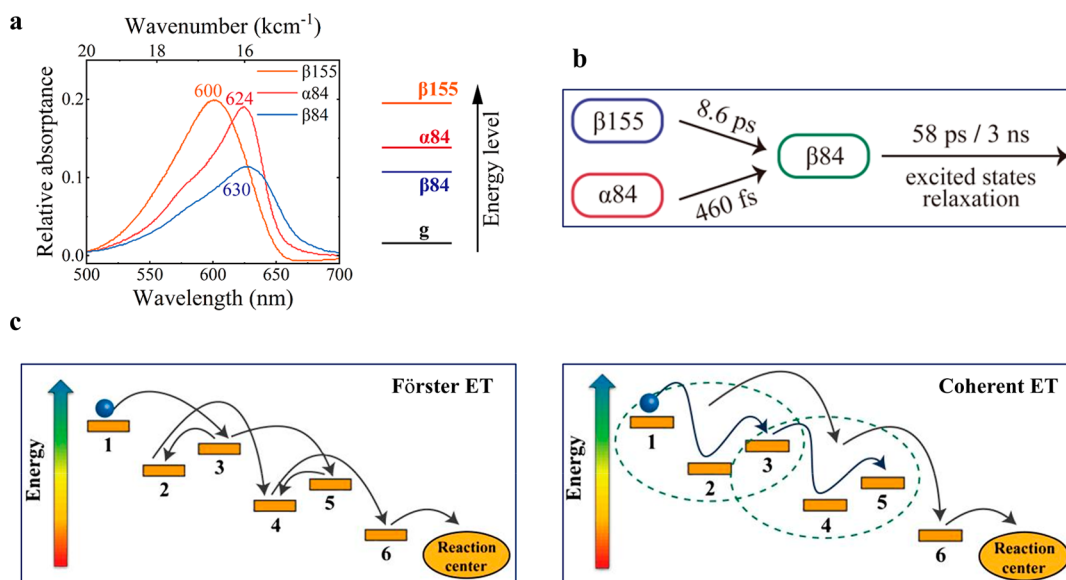 a
Wavenumber (kcm⁻¹)
20 18 16
β155
α84
β84
600
624
630
0.2
0.1
0.0
Relative absorptance
500 550 600 650 700
Wavelength (nm)
β155
α84
β84
g
Energy level
b
β155
8.6 ps
α84
460 fs
β84
58 ps / 3 ns
excited states
relaxation
c
Förster ET
Energy
1
2
3
4
5
6
Reaction
center
Coherent ET
Energy
1
2
3
4
5
6
Reaction
center